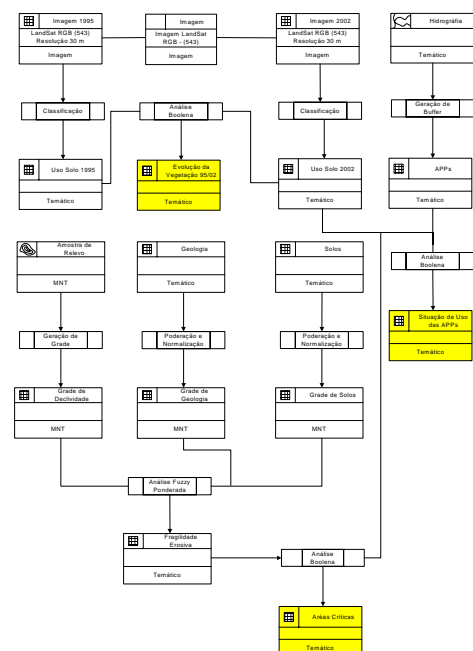 Imagem 1995
LandSat RGB (543)
Resolução 30 m
Imagem
Imagem
Imagem LandSat
RGB - (543)
Imagem
Imagem 2002
LandSat RGB (543)
Resolução 30 m
Imagem
Hidrográfia
Temático
Classificação
Análise
Boolena
Classificação
Geração de
Buffer
Uso Solo 1995
Temático
Evolução da
Vegetação 95/02
Temático
Uso Solo 2002
Temático
APPs
Temático
Amostra de
Relevo
MNT
Geologia
Temático
Solos
Temático
Análise
Boolena
Situação de Uso
das APPs
Temático
Geração de
Grade
Poderação e
Normalização
Poderação e
Normalização
Grade de
Declividade
MNT
Grade de
Geologia
MNT
Grade de Solos
MNT
Análise Fuzzy
Ponderada
Fragilidade
Erosiva
Temático
Análise
Boolena
Aréas Críticas
Temático